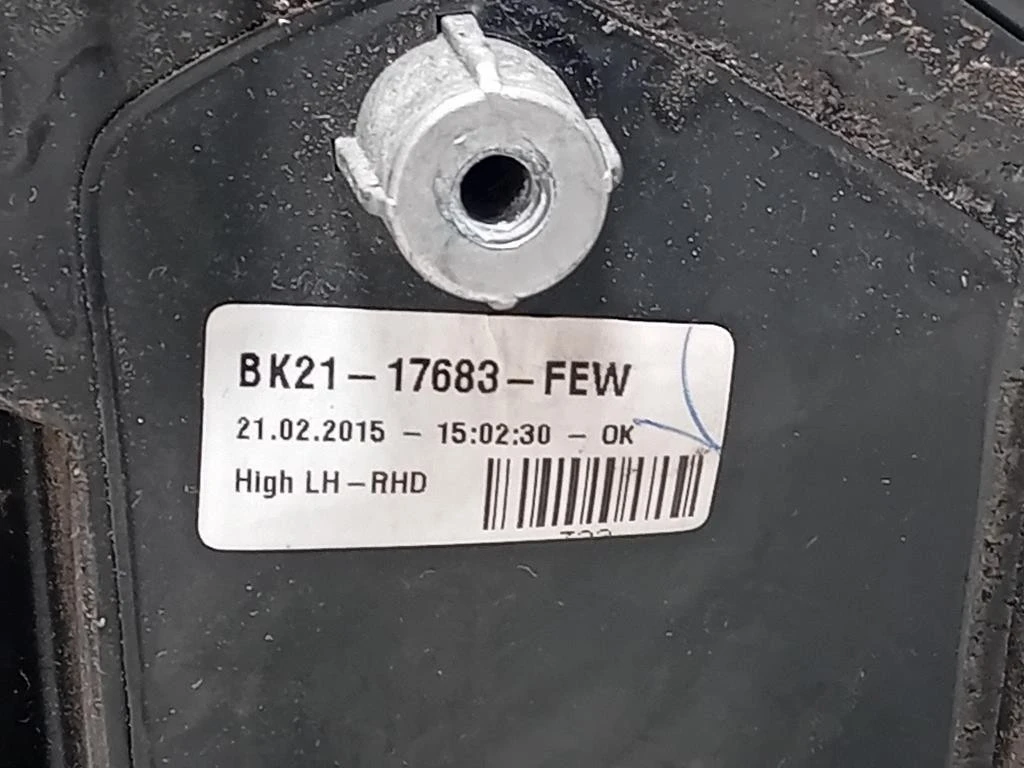 BK21-17683-FEW
21.02.2015 - 15:02:30 - OK
High LH-RHD